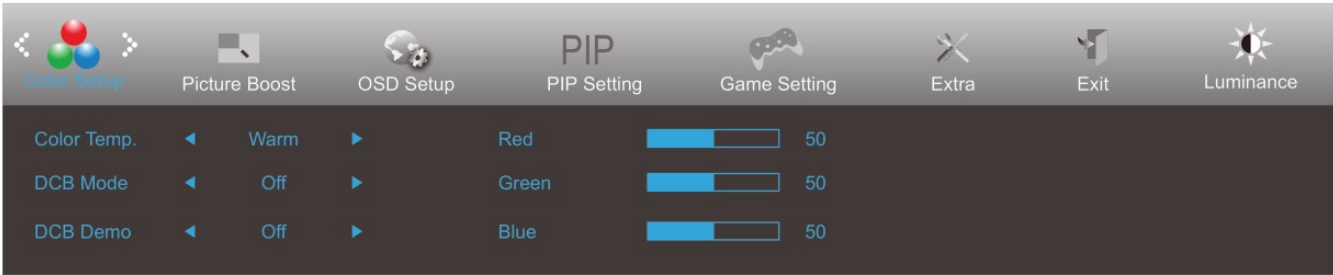 PIP
Color Setup Picture Boost OSD Setup PIP Setting Game Setting Extra Exit Luminance
Color Temp. Warm Red 50
DCB Mode Off Green 50
DCB Demo Off Blue 50